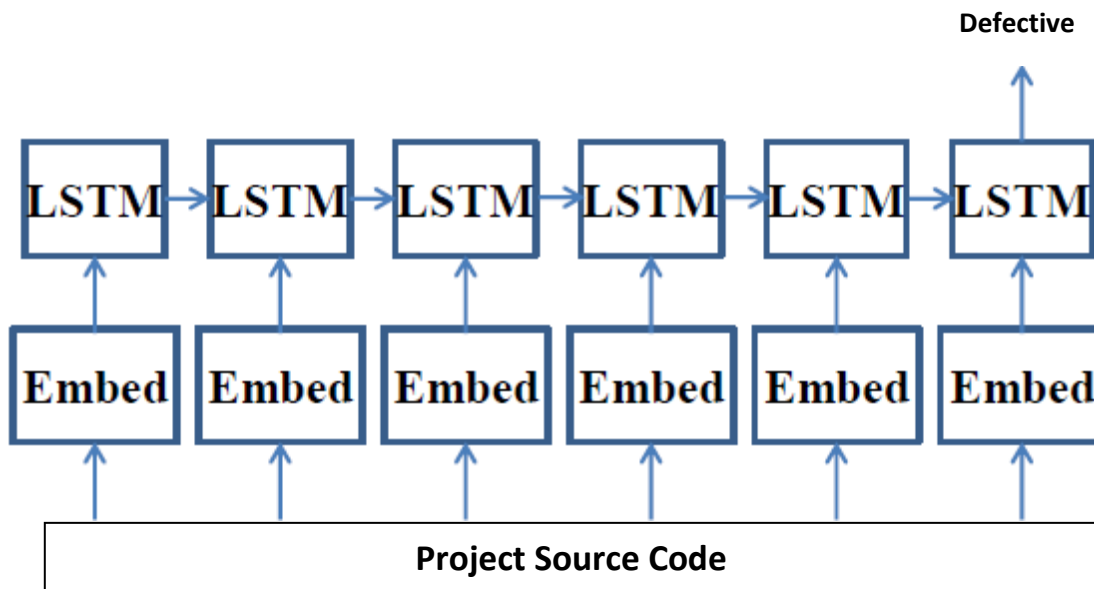 Defective
LSTM LSTM LSTM LSTM LSTM LSTM
Embed Embed Embed Embed Embed Embed
Project Source Code